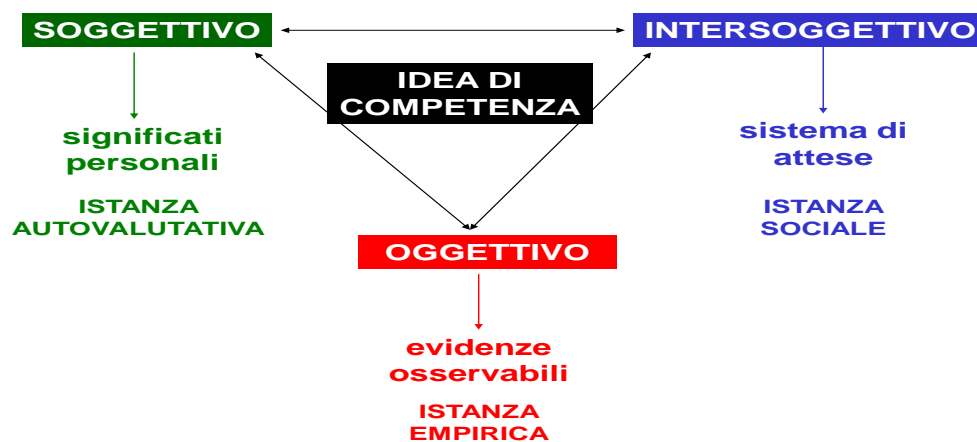 SOGGETTIVO
INTERSOGGETTIVO
IDEA DI
COMPETENZA
significati
personali
sistema di
attese
ISTANZA
AUTOVALUTATIVA
ISTANZA
SOCIALE
OGGETTIVO
evidenze
osservabili
ISTANZA
EMPIRICA